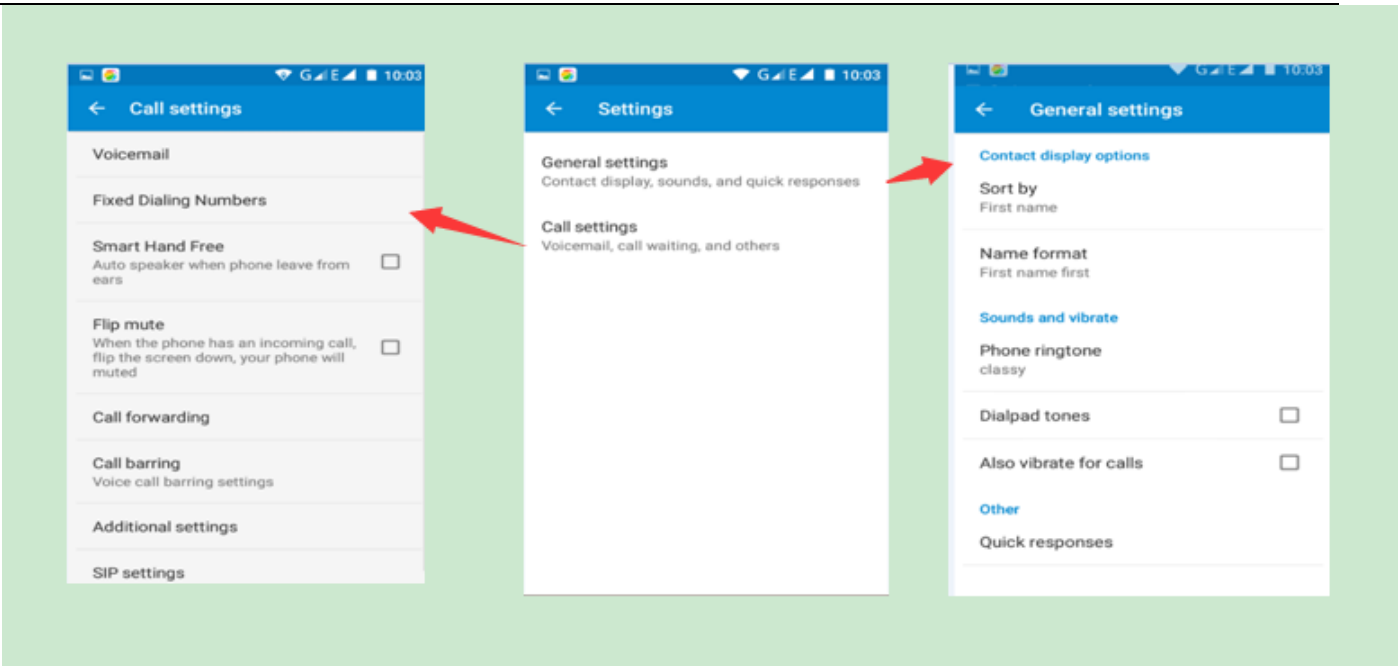 G E 10:03
Call settings
Voicemail
Fixed Dialing Numbers
Smart Hand Free
Auto speaker when phone leave from
ears
Flip mute
When the phone has an incoming call,
flip the screen down, your phone will
muted
Call forwarding
Call barring
Voice call barring settings
Additional settings
SIP settings
G E 10:03
Settings
General settings
Contact display, sounds, and quick responses
Call settings
Voicemail, call waiting, and others
G E 10:03
General settings
Contact display options
Sort by
First name
Name format
First name first
Sounds and vibrate
Phone ringtone
classy
Dialpad tones
Also vibrate for calls
Other
Quick responses